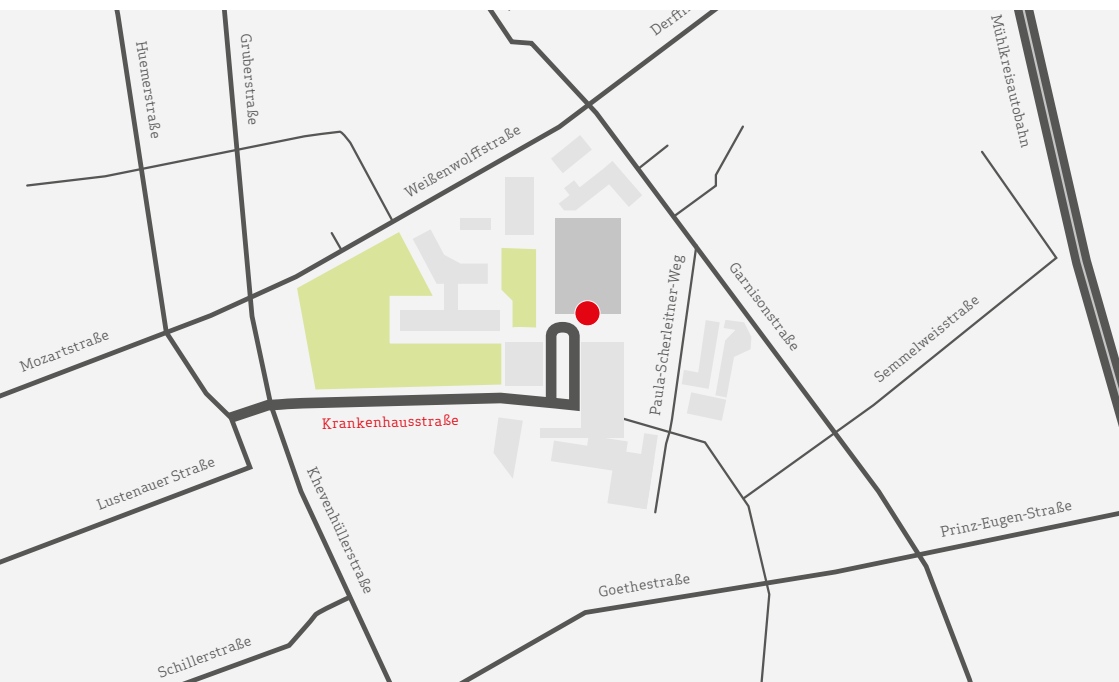 Mühlkreisautobahn
Huemerstraße
Gruberstraße
Weißenwolffstraße
Mozartstraße
Paula-Scherleitner-Weg
Garnisonstraße
Semmelweisstraße
Krankenhausstraße
Lustenauer Straße
Khevenhüllerstraße
Prinz-Eugen-Straße
Goethestraße
Schillerstraße